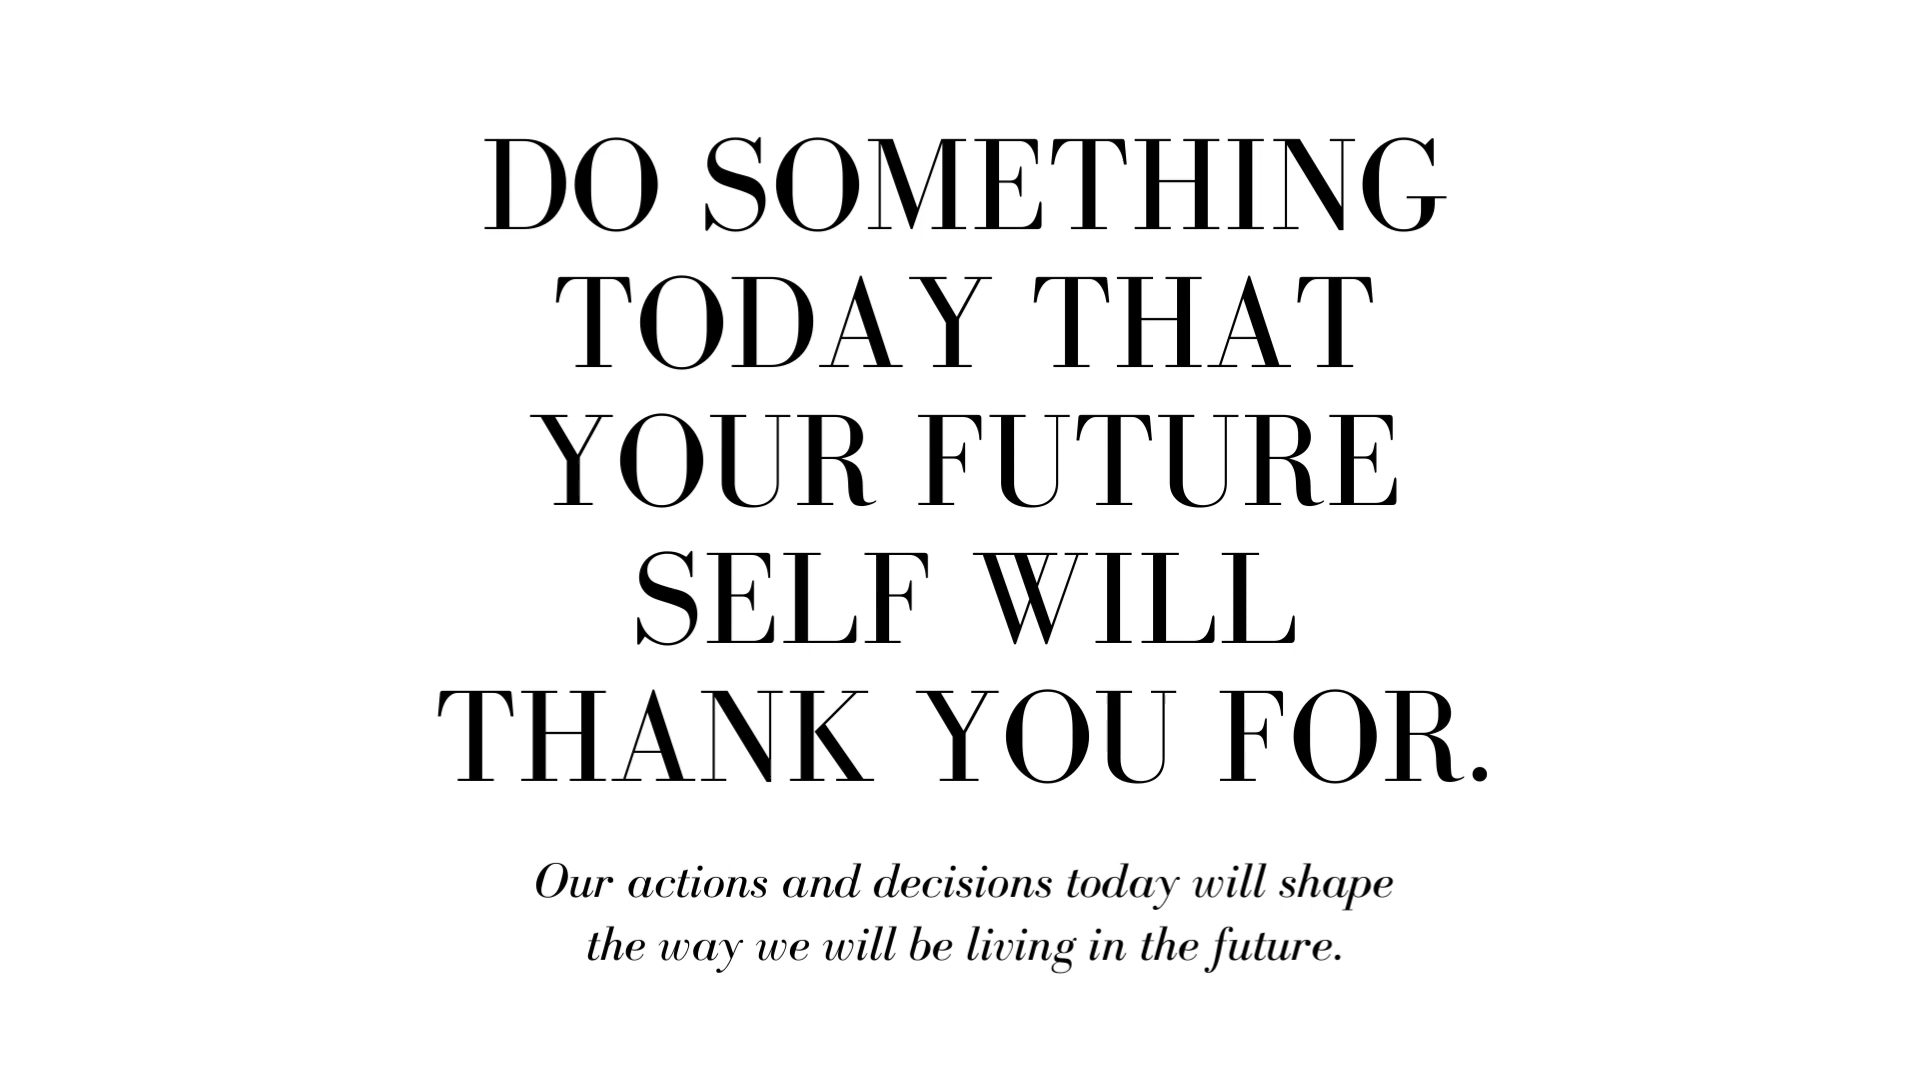 DO SOMETHING
TODAY THAT
YOUR FUTURE
SELF WILL
THANK YOU FOR.
Our actions and decisions today will shape
the way we will be living in the future.